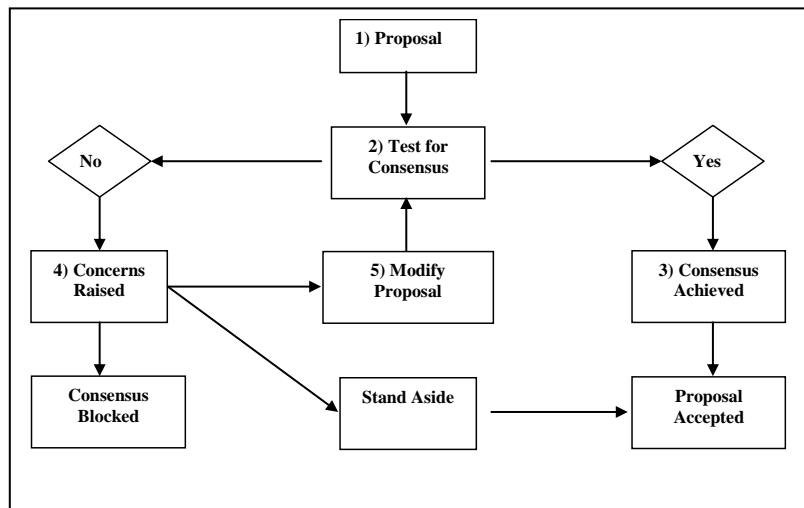 1) Proposal
2) Test for
Consensus
No
Yes
4) Concerns
Raised
5) Modify
Proposal
3) Consensus
Achieved
Consensus
Blocked
Stand Aside
Proposal
Accepted